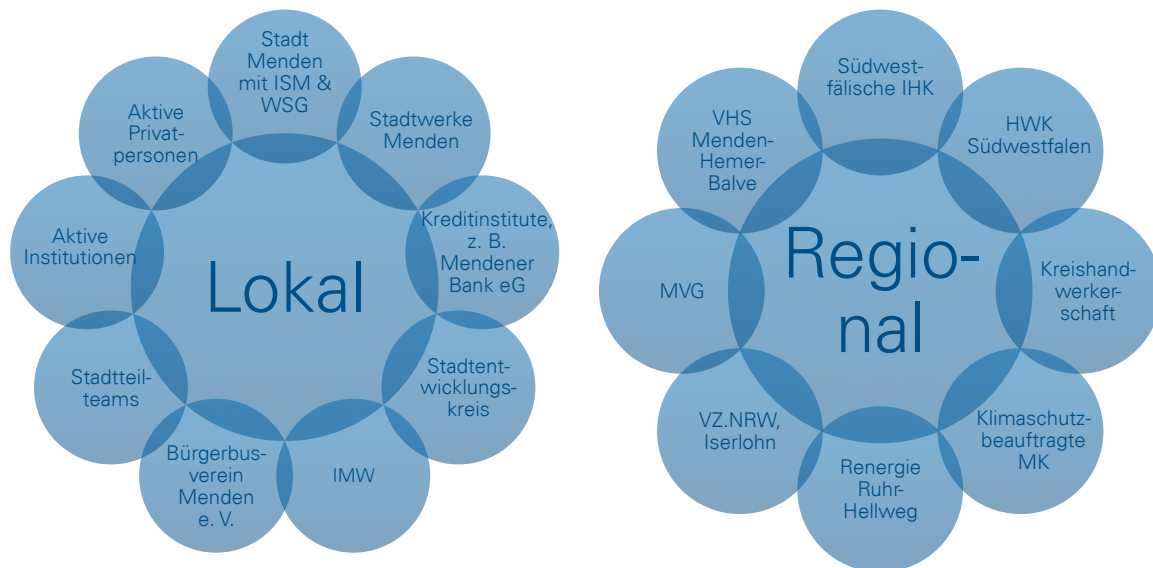 Stadt
Menden
mit ISM &
WSG
Stadtwerke
Menden
Kreditinstitute,
z. B.
Mendener
Bank eG
Stadtent-
wicklungs-
kreis
IMW
Bürgerbus-
verein
Menden
e. V.
Stadtteil-
teams
Aktive
Institutionen
Aktive
Privat-
personen
Lokal
Südwest-
fälische IHK
HWK
Südwestfalen
Kreishand-
werker-
schaft
Klimaschutz-
beauftragte
MK
Renergie
Ruhr-
Hellweg
VZ.NRW,
Iserlohn
MVG
VHS
Menden-
Hemer-
Balve
Regio-
nal